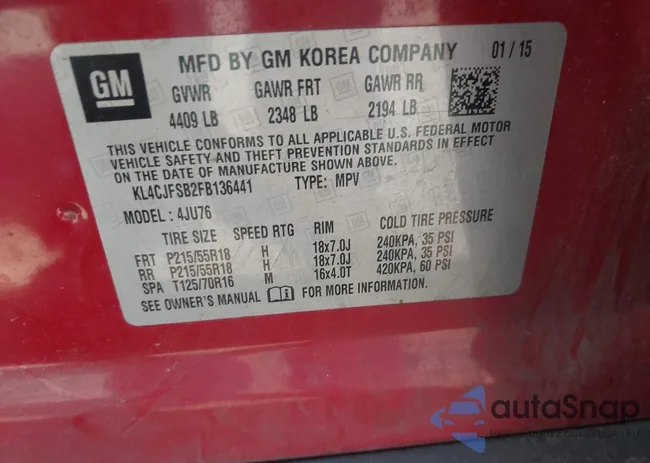 GM
MFD BY GM KOREA COMPANY 01/15
GVWR GAWR FRT GAWR RR
4409 LB 2348 LB 2194 LB
THIS VEHICLE CONFORMS TO ALL APPLICABLE U.S. FEDERAL MOTOR
VEHICLE SAFETY AND THEFT PREVENTION STANDARDS IN EFFECT
ON THE DATE OF MANUFACTURE SHOWN ABOVE.
KL4CJFSB2FB136441 TYPE: MPV
MODEL: 4JU76
TIRE SIZE SPEED RTG RIM COLD TIRE PRESSURE
FRT P215/55R18 H 18x7.0J 240KPA, 35 PSI
RR P215/55R18 H 18x7.0J 240KPA, 35 PSI
SPA T125/70R16 M 16x4.0T 420KPA, 60 PSI
SEE OWNER'S MANUAL FOR MORE INFORMATION.
autoSnap